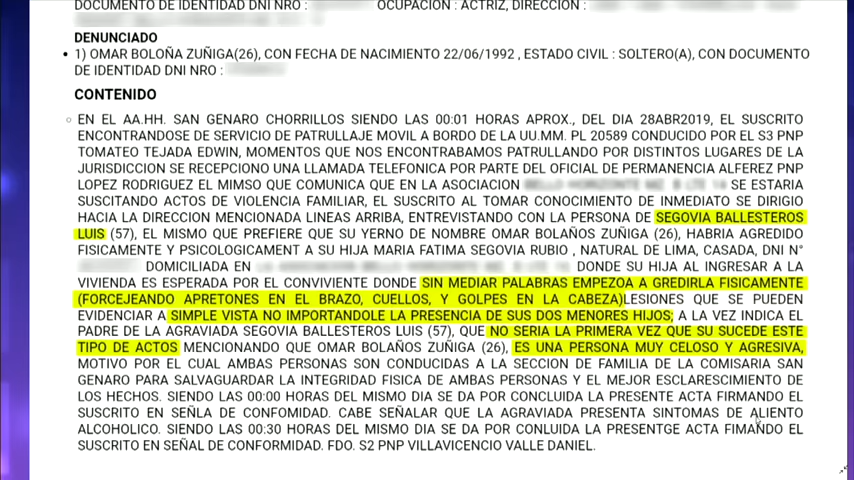 DOCUMENTO DE IDENTIDAD DNI NRO : OCUPACION : ACTRIZ, DIRECCION :
DENUNCIADO
• 1) OMAR BOLOÑA ZUÑIGA(26), CON FECHA DE NACIMIENTO 22/06/1992 , ESTADO CIVIL : SOLTERO(A), CON DOCUMENTO
DE IDENTIDAD DNI NRO :
CONTENIDO
○ EN EL AA.HH. SAN GENARO CHORRILLOS SIENDO LAS 00:01 HORAS APROX., DEL DIA 28ABR2019, EL SUSCRITO
ENCONTRANDOSE DE SERVICIO DE PATRULLAJE MOVIL A BORDO DE LA UU.MM. PL 20589 CONDUCIDO POR EL S3 PNP
TOMATEO TEJADA EDWIN, MOMENTOS QUE NOS ENCONTRABAMOS PATRULLANDO POR DISTINTOS LUGARES DE LA
JURISDICCION SE RECEPCIONO UNA LLAMADA TELEFONICA POR PARTE DEL OFICIAL DE PERMANENCIA ALFEREZ PNP
LOPEZ RODRIGUEZ EL MIMSO QUE COMUNICA QUE EN LA ASOCIACION SE ESTARIA
SUSCITANDO ACTOS DE VIOLENCIA FAMILIAR, EL SUSCRITO AL TOMAR CONOCIMIENTO DE INMEDIATO SE DIRIGIO
HACIA LA DIRECCION MENCIONADA LINEAS ARRIBA, ENTREVISTANDO CON LA PERSONA DE SEGOVIA BALLESTEROS
LUIS (57), EL MISMO QUE PREFIERE QUE SU YERNO DE NOMBRE OMAR BOLAÑOS ZUÑIGA (26), HABRIA AGREDIDO
FISICAMENTE Y PSICOLOGICAMENT A SU HIJA MARIA FATIMA SEGOVIA RUBIO , NATURAL DE LIMA, CASADA, DNI N°
DOMICILIADA EN DONDE SU HIJA AL INGRESAR A LA
VIVIENDA ES ESPERADA POR EL CONVIVIENTE DONDE SIN MEDIAR PALABRAS EMPEZOA A GREDIRLA FISICAMENTE
(FORCEJEANDO APRETONES EN EL BRAZO, CUELLOS, Y GOLPES EN LA CABEZA)LESIONES QUE SE PUEDEN
EVIDENCIAR A SIMPLE VISTA NO IMPORTANDOLE LA PRESENCIA DE SUS DOS MENORES HIJOS; A LA VEZ INDICA EL
PADRE DE LA AGRAVIADA SEGOVIA BALLESTEROS LUIS (57), QUE NO SERIA LA PRIMERA VEZ QUE SU SUCEDE ESTE
TIPO DE ACTOS MENCIONANDO QUE OMAR BOLAÑOS ZUÑIGA (26), ES UNA PERSONA MUY CELOSO Y AGRESIVA,
MOTIVO POR EL CUAL AMBAS PERSONAS SON CONDUCIDAS A LA SECCION DE FAMILIA DE LA COMISARIA SAN
GENARO PARA SALVAGUARDAR LA INTEGRIDAD FISICA DE AMBAS PERSONAS Y EL MEJOR ESCLARESCIMIENTO DE
LOS HECHOS. SIENDO LAS 00:00 HORAS DEL MISMO DIA SE DA POR CONCLUIDA LA PRESENTE ACTA FIRMANDO EL
SUSCRITO EN SEÑLA DE CONFOMIDAD. CABE SEÑALAR QUE LA AGRAVIADA PRESENTA SINTOMAS DE ALIENTO
ALCOHOLICO. SIENDO LAS 00:30 HORAS DEL MISMO DIA SE DA POR CONLUIDA LA PRESENTGE ACTA FIMANDO EL
SUSCRITO EN SEÑAL DE CONFORMIDAD. FDO. S2 PNP VILLAVICENCIO VALLE DANIEL.